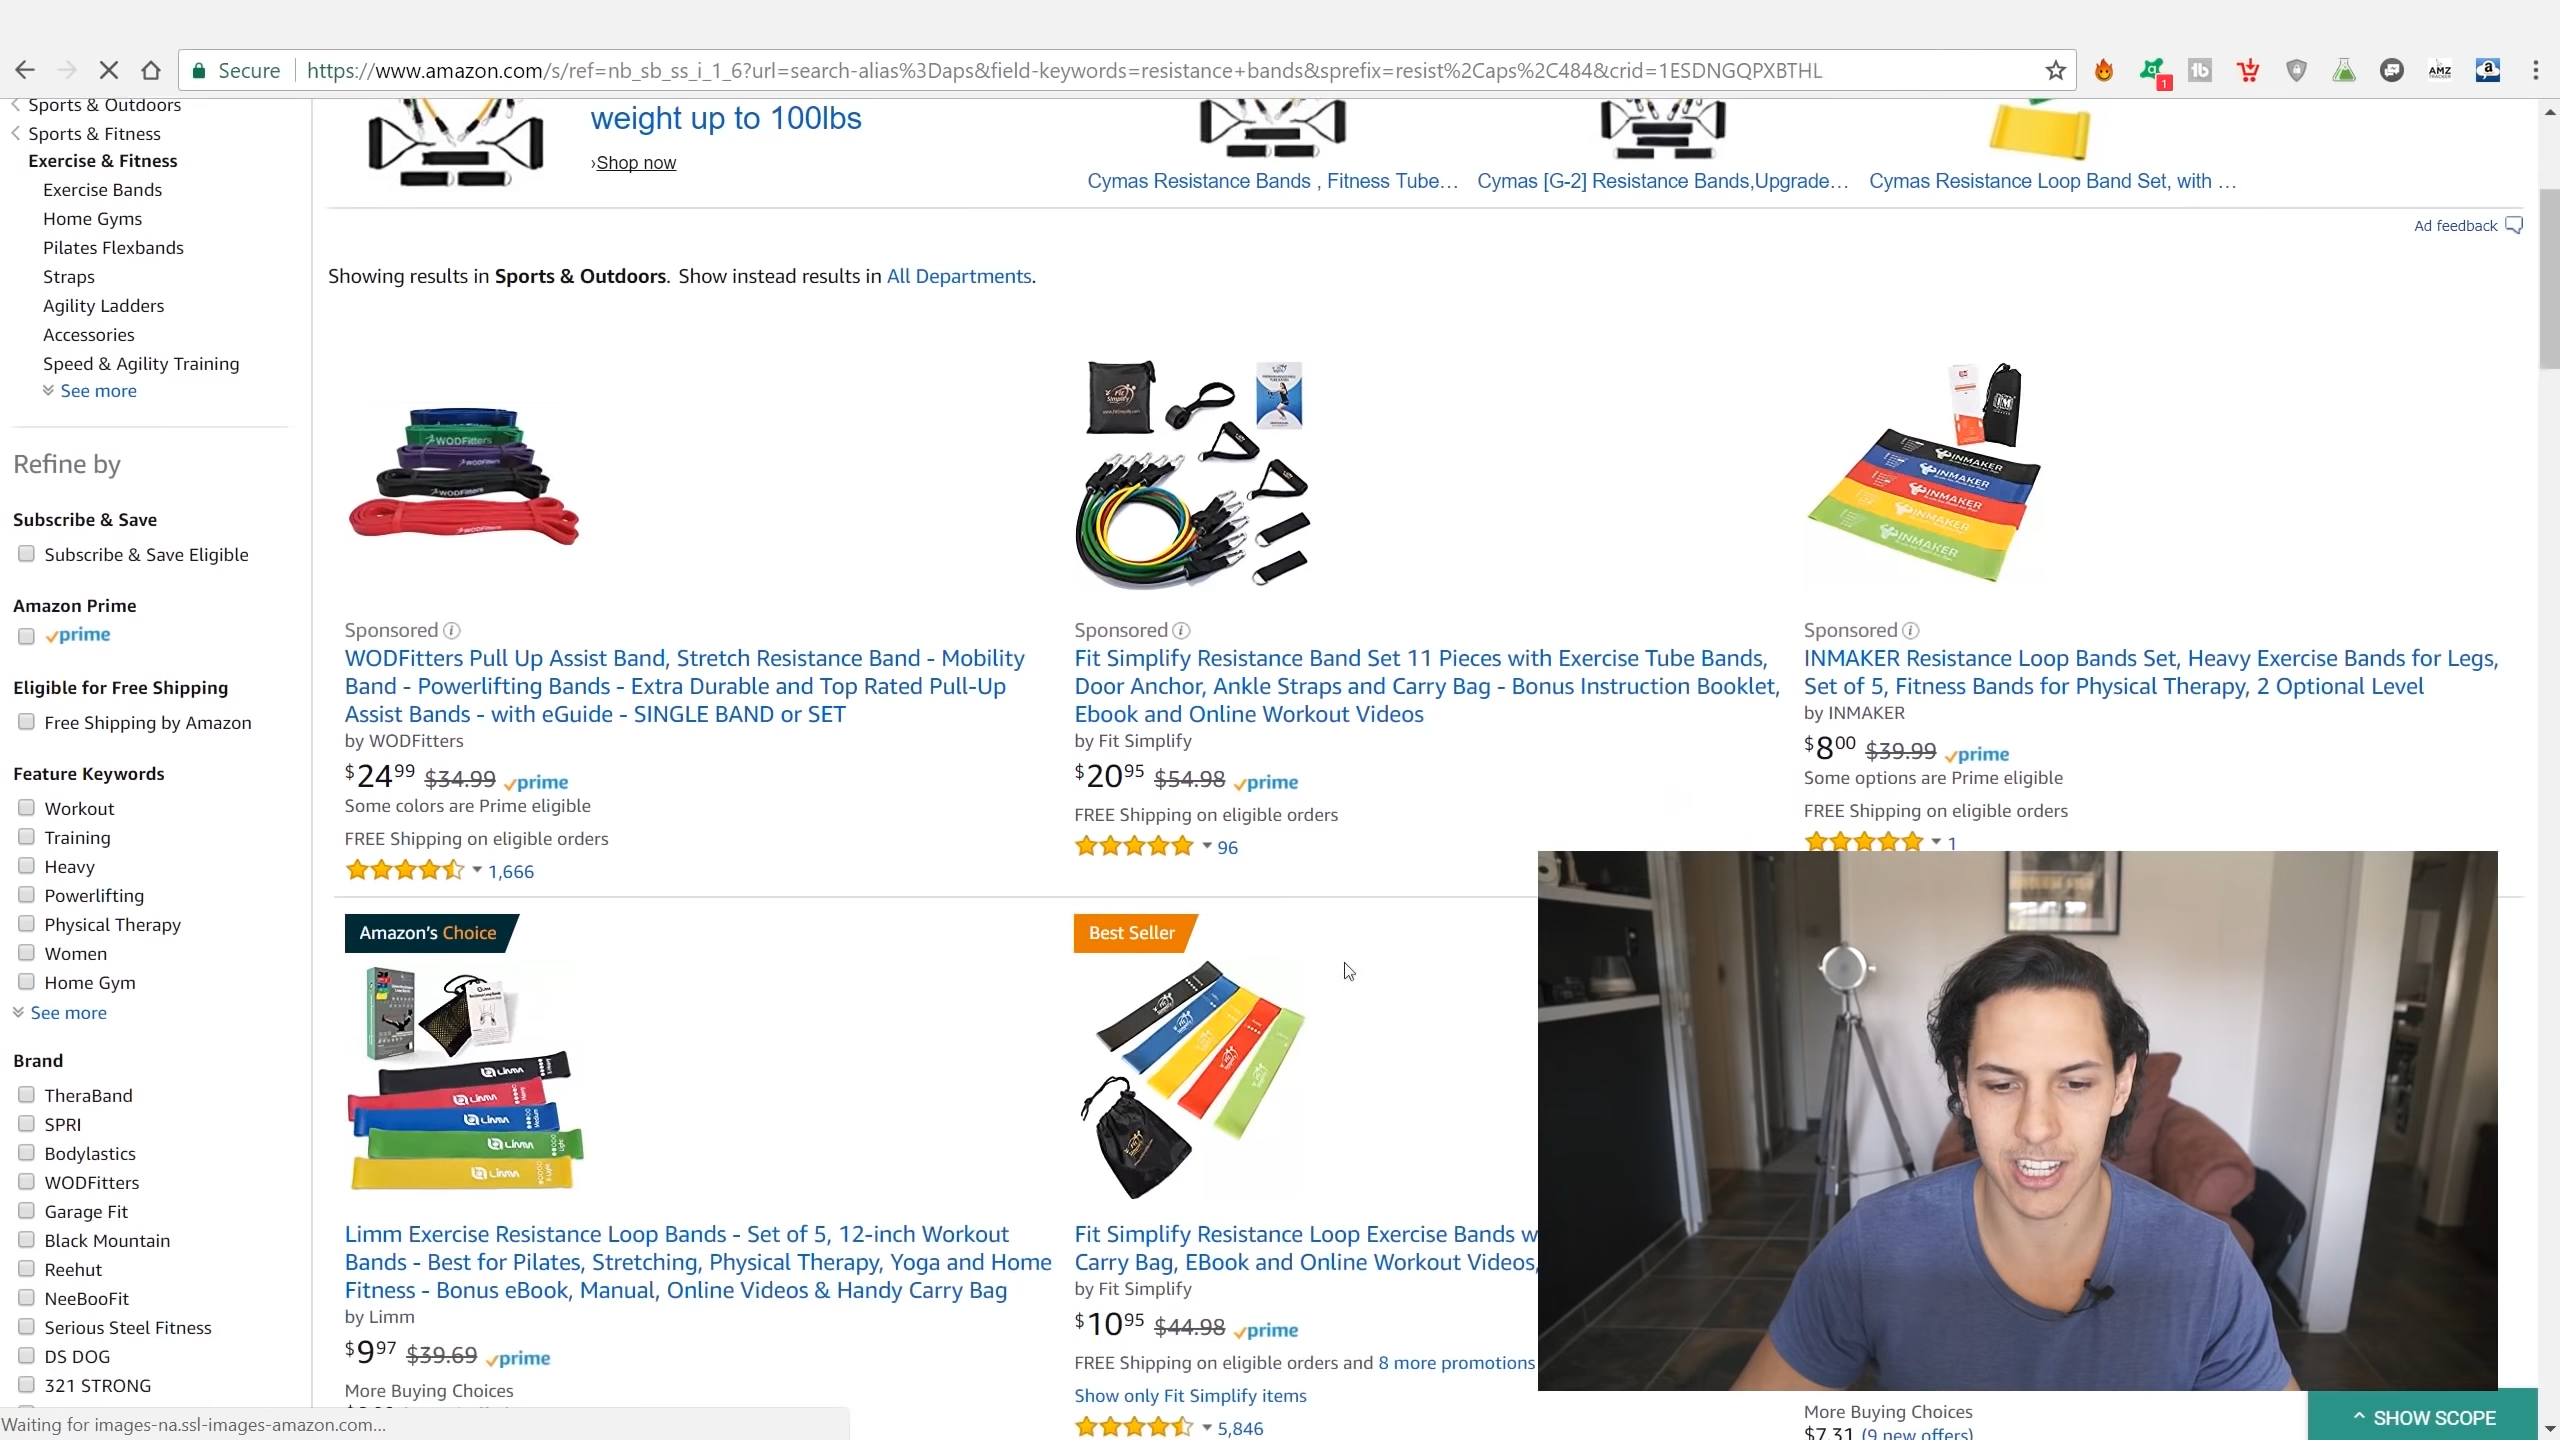 Secure
https://www.amazon.com/s/ref=nb_sb_ss_i_1_6?url=search-alias%3Daps&field-keywords=resistance+bands&sprefix=resist%2Caps%2C484&crid=1ESDNGQPXBTHL
1
AMZ
Sports & Outdoors
Sports & Fitness
Exercise & Fitness
Exercise Bands
Home Gyms
Pilates Flexbands
Straps
Agility Ladders
Accessories
Speed & Agility Training
See more
Refine by
Subscribe & Save
Subscribe & Save Eligible
Amazon Prime
prime
Eligible for Free Shipping
Free Shipping by Amazon
Feature Keywords
Workout
Training
Heavy
Powerlifting
Physical Therapy
Women
Home Gym
See more
Brand
TheraBand
SPRI
Bodylastics
WODFitters
Garage Fit
Black Mountain
Reehut
NeeBooFit
Serious Steel Fitness
DS DOG
321 STRONG
Waiting for images-na.ssl-images-amazon.com...
weight up to 100lbs
›Shop now
Cymas Resistance Bands , Fitness Tube…
Cymas [G-2] Resistance Bands,Upgrade…
Cymas Resistance Loop Band Set, with …
Ad feedback
Showing results in Sports & Outdoors. Show instead results in All Departments.
WODFitters
WODFitters
WODFitters
WODFitters
Sponsored
WODFitters Pull Up Assist Band, Stretch Resistance Band - Mobility
Band - Powerlifting Bands - Extra Durable and Top Rated Pull-Up
Assist Bands - with eGuide - SINGLE BAND or SET
by WODFitters
$24 99 $34.99 prime
Some colors are Prime eligible
FREE Shipping on eligible orders
1,666
Fit Simplify
Sponsored
Fit Simplify Resistance Band Set 11 Pieces with Exercise Tube Bands,
Door Anchor, Ankle Straps and Carry Bag - Bonus Instruction Booklet,
Ebook and Online Workout Videos
by Fit Simplify
$20 95 $54.98 prime
FREE Shipping on eligible orders
96
INMAKER
INMAKER
INMAKER
INMAKER
INMAKER
Sponsored
INMAKER Resistance Loop Bands Set, Heavy Exercise Bands for Legs,
Set of 5, Fitness Bands for Physical Therapy, 2 Optional Level
by INMAKER
$8 00 $39.99 prime
Some options are Prime eligible
FREE Shipping on eligible orders
1
Amazon's Choice
Limm
Limm
Limm
Limm
Limm
Limm Exercise Resistance Loop Bands - Set of 5, 12-inch Workout
Bands - Best for Pilates, Stretching, Physical Therapy, Yoga and Home
Fitness - Bonus eBook, Manual, Online Videos & Handy Carry Bag
by Limm
$9 97 $39.69 prime
More Buying Choices
Best Seller
Fit Simplify Resistance Loop Exercise Bands w
Carry Bag, EBook and Online Workout Videos,
by Fit Simplify
$10 95 $44.98 prime
FREE Shipping on eligible orders and 8 more promotions
Show only Fit Simplify items
5,846
More Buying Choices
$7.31 (9 new offers)
SHOW SCOPE